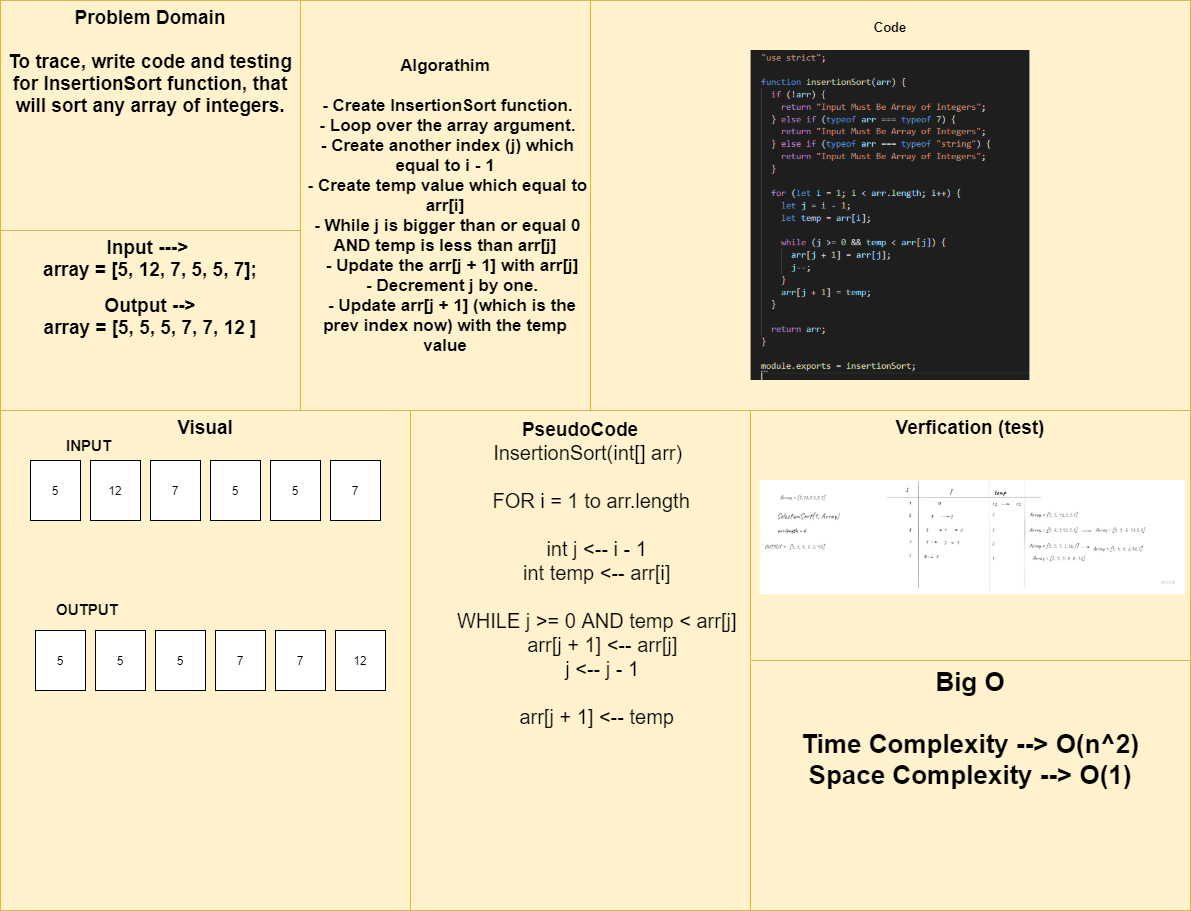 Problem Domain
To trace, write code and testing
for InsertionSort function, that
will sort any array of integers.
Input --->
array = [5, 12, 7, 5, 5, 7];
Output -->
array = [5, 5, 5, 7, 7, 12 ]
Algorathim
- Create InsertionSort function.
- Loop over the array argument.
- Create another index (j) which
equal to i - 1
- Create temp value which equal to
arr[i]
- While j is bigger than or equal 0
AND temp is less than arr[j]
- Update the arr[j + 1] with arr[j]
- Decrement j by one.
- Update arr[j + 1] (which is the
prev index now) with the temp
value
Code
"use strict";
function insertionSort(arr) {
if (!arr) {
return "Input Must Be Array of Integers";
} else if (typeof arr === typeof 7) {
return "Input Must Be Array of Integers";
} else if (typeof arr === typeof "string") {
return "Input Must Be Array of Integers";
}
for (let i = 1; i < arr.length; i++) {
let j = i - 1;
let temp = arr[i];
while (j >= 0 && temp < arr[j]) {
arr[j + 1] = arr[j];
j--;
}
arr[j + 1] = temp;
}
return arr;
}
module.exports = insertionSort;
Visual
INPUT
5 12 7 5 5 7
OUTPUT
5 5 5 7 7 12
PseudoCode
InsertionSort(int[] arr)
FOR i = 1 to arr.length
int j <-- i - 1
int temp <-- arr[i]
WHILE j >= 0 AND temp < arr[j]
arr[j + 1] <-- arr[j]
j <-- j - 1
arr[j + 1] <-- temp
Verfication (test)
temp
SelectionSort(1, Array)
miro
Big O
Time Complexity --> O(n^2)
Space Complexity --> O(1)